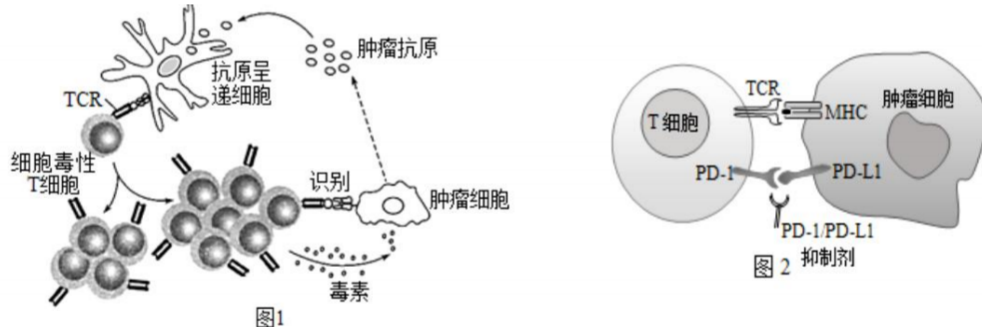 肿瘤抗原
抗原呈
递细胞
TCR
细胞毒性
T细胞
识别
肿瘤细胞
毒素
图1
TCR
肿瘤细胞
T细胞
MHC
PD-1
PD-L1
PD-1/PD-L1
抑制剂
图2